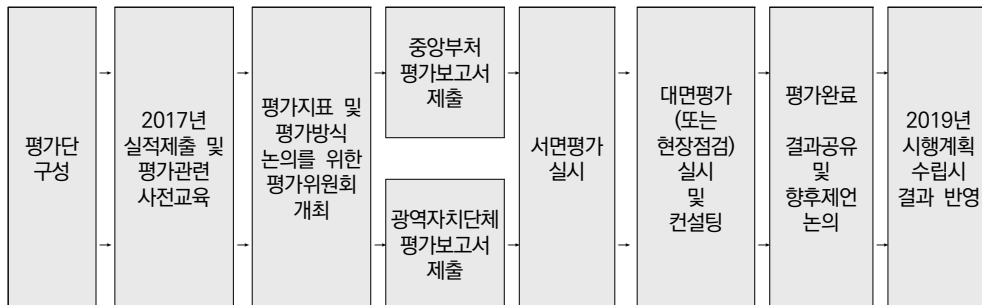 평가단
구성
2017년
실적제출 및
평가관련
사전교육
평가지표 및
평가방식
논의를 위한
평가위원회
개최
중앙부처
평가보고서
제출
광역자치단체
평가보고서
제출
서면평가
실시
대면평가
(또는
현장점검)
실시
및
컨설팅
평가완료
결과공유
및
향후제언
논의
2019년
시행계획
수립시
결과 반영